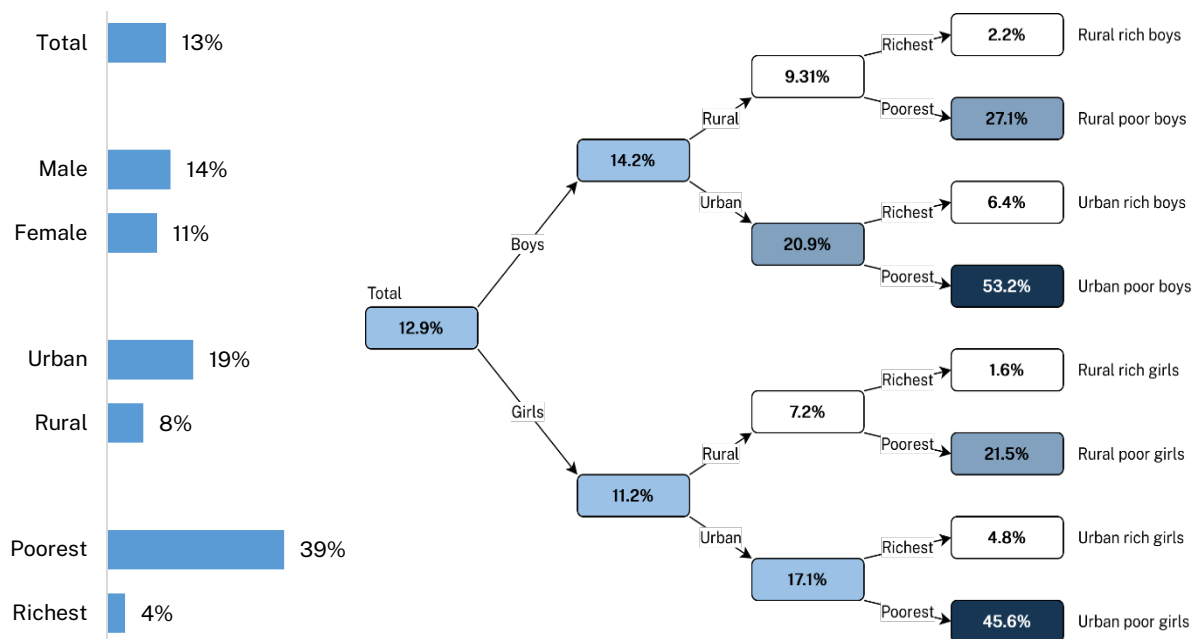 Total 13%
Male 14%
Female 11%
Urban 19%
Rural 8%
Poorest 39%
Richest 4%
Total
12.9%
Boys
14.2%
Rural
9.31%
Richest
2.2% Rural rich boys
Poorest
27.1% Rural poor boys
Urban
20.9%
Richest
6.4% Urban rich boys
Poorest
53.2% Urban poor boys
Girls
11.2%
Rural
7.2%
Richest
1.6% Rural rich girls
Poorest
21.5% Rural poor girls
Urban
17.1%
Richest
4.8% Urban rich girls
Poorest
45.6% Urban poor girls